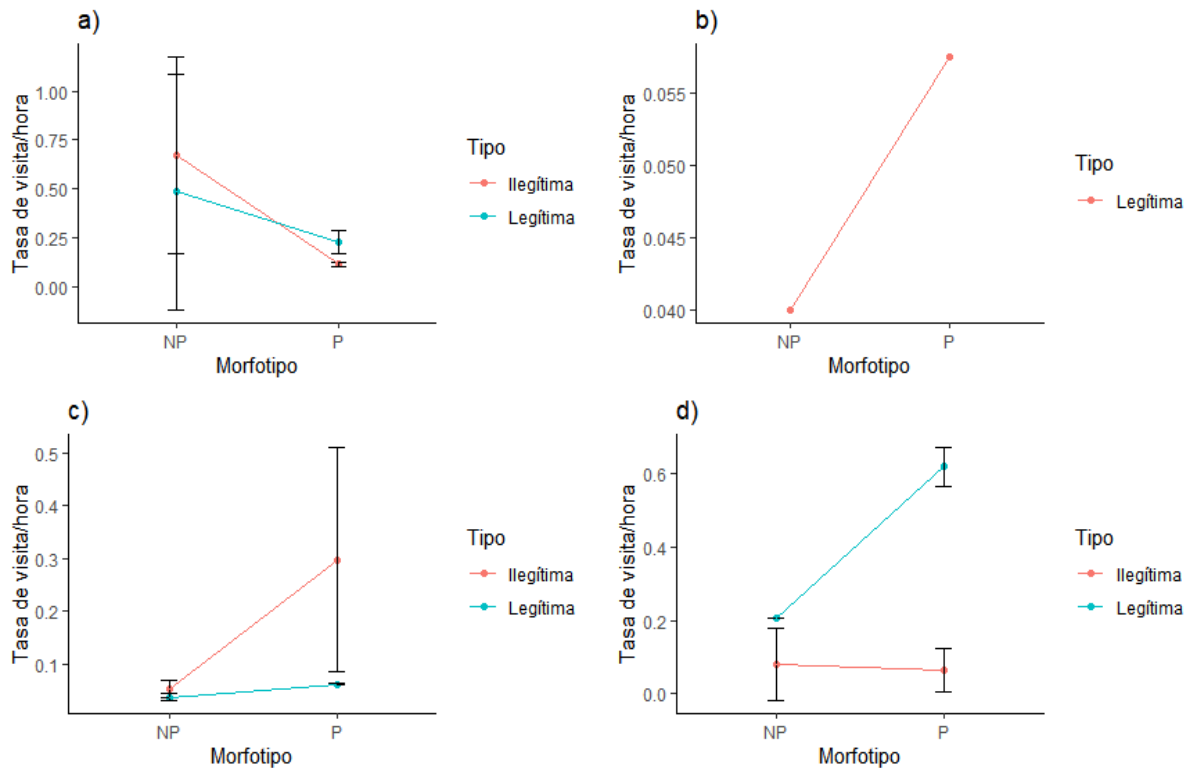 a)
Tasa de visita/hora
1.00
0.75
0.50
0.25
0.00
NP P
Morfotipo
Tipo
Ilegítima
Legítima
b)
Tasa de visita/hora
0.055
0.050
0.045
0.040
NP P
Morfotipo
Tipo
Legítima
c)
Tasa de visita/hora
0.5
0.4
0.3
0.2
0.1
NP P
Morfotipo
Tipo
Ilegítima
Legítima
d)
Tasa de visita/hora
0.6
0.4
0.2
0.0
NP P
Morfotipo
Tipo
Ilegítima
Legítima